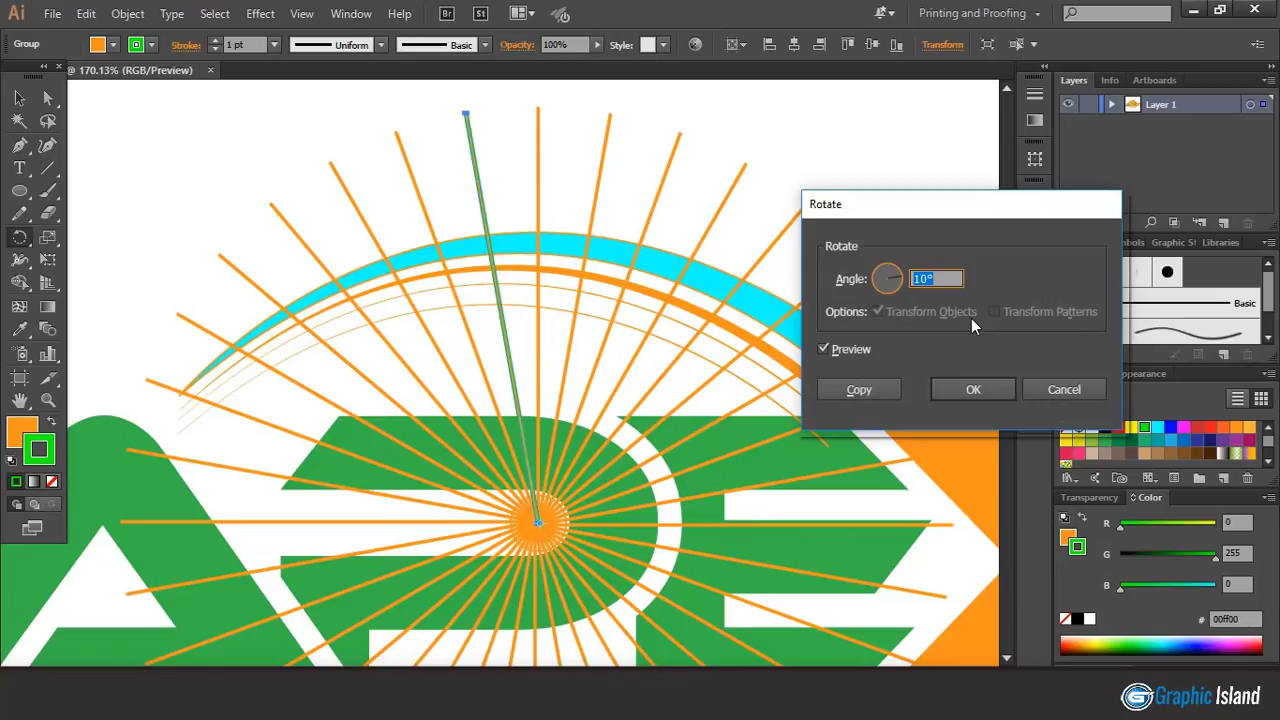 Ai File Edit Object Type Select Effect View Window Help Br St Printing and Proofing
Group Stroke: 1 pt Uniform Basic Opacity: 100% Style: Transform
@ 170.13% (RGB/Preview) ×
Layers Info Artboards
Layer 1
Rotate
Rotate
Angle: 10°
Options: Transform Objects Transform Patterns
Preview
Copy OK Cancel
Graphic S Libraries
Basic
Transparency Color
R 0
G 255
B 0
# 00ff00
Graphic Island